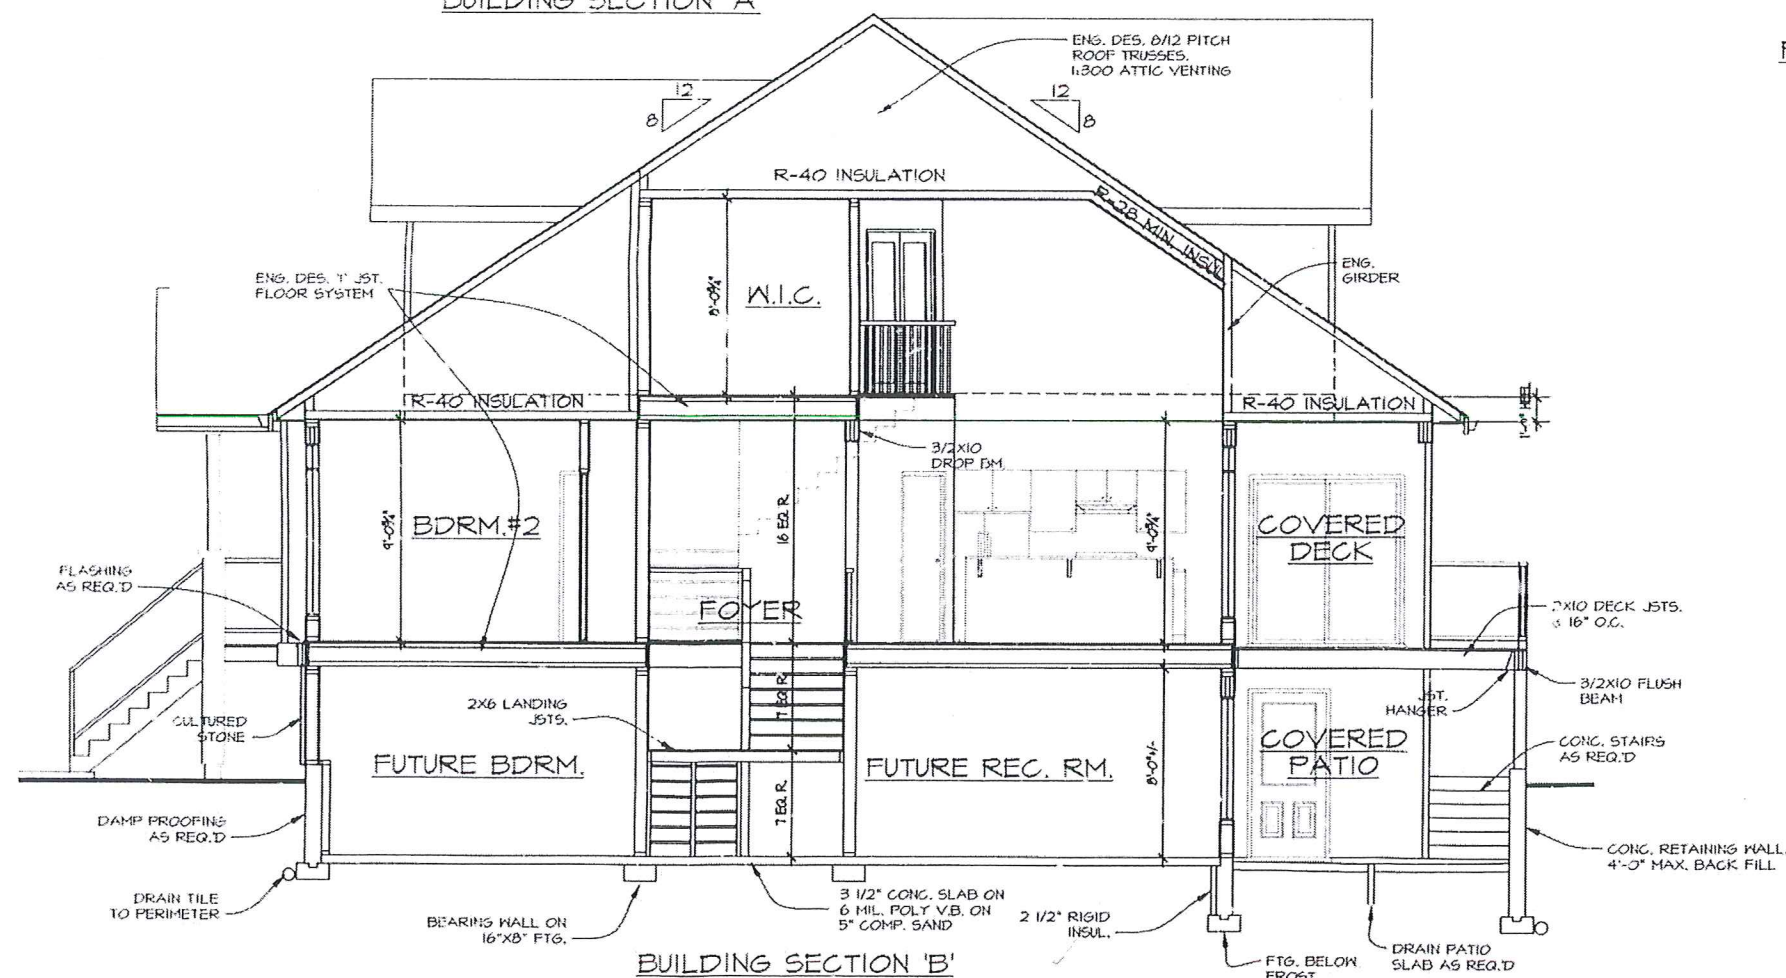 BUILDING SECTION 'A'
ENG. DES. 8/12 PITCH
ROOF TRUSSES.
1:300 ATTIC VENTING
12
8
12
8
R-40 INSULATION
R-28 MIN. INSUL
ENG. DES. 'I' JST.
FLOOR SYSTEM
8'-0¾"
W.I.C.
ENG.
GIRDER
R-40 INSULATION
R-40 INSULATION
3/2X10
DROP BM.
9'-0¾"
BDRM.#2
16 EQ. R.
9'-0¾"
COVERED
DECK
FLASHING
AS REQ.'D
FOYER
2X10 DECK JSTS.
@ 16" O.C.
2X6 LANDING
JSTS.
7 EQ. R.
JST.
HANGER
3/2X10 FLUSH
BEAM
CULTURED
STONE
FUTURE BDRM.
FUTURE REC. RM.
8'-0"+/-
COVERED
PATIO
CONC. STAIRS
AS REQ.D
7 EQ. R.
DAMP PROOFING
AS REQ.'D
CONC. RETAINING WALL.
4'-0" MAX. BACK FILL
DRAIN TILE
TO PERIMETER
BEARING WALL ON
16"X8" FTG.
3 1/2" CONC. SLAB ON
6 MIL. POLY V.B. ON
5" COMP. SAND
2 1/2" RIGID
INSUL.
DRAIN PATIO
SLAB AS REQ.'D
FTG. BELOW
FROST
BUILDING SECTION 'B'